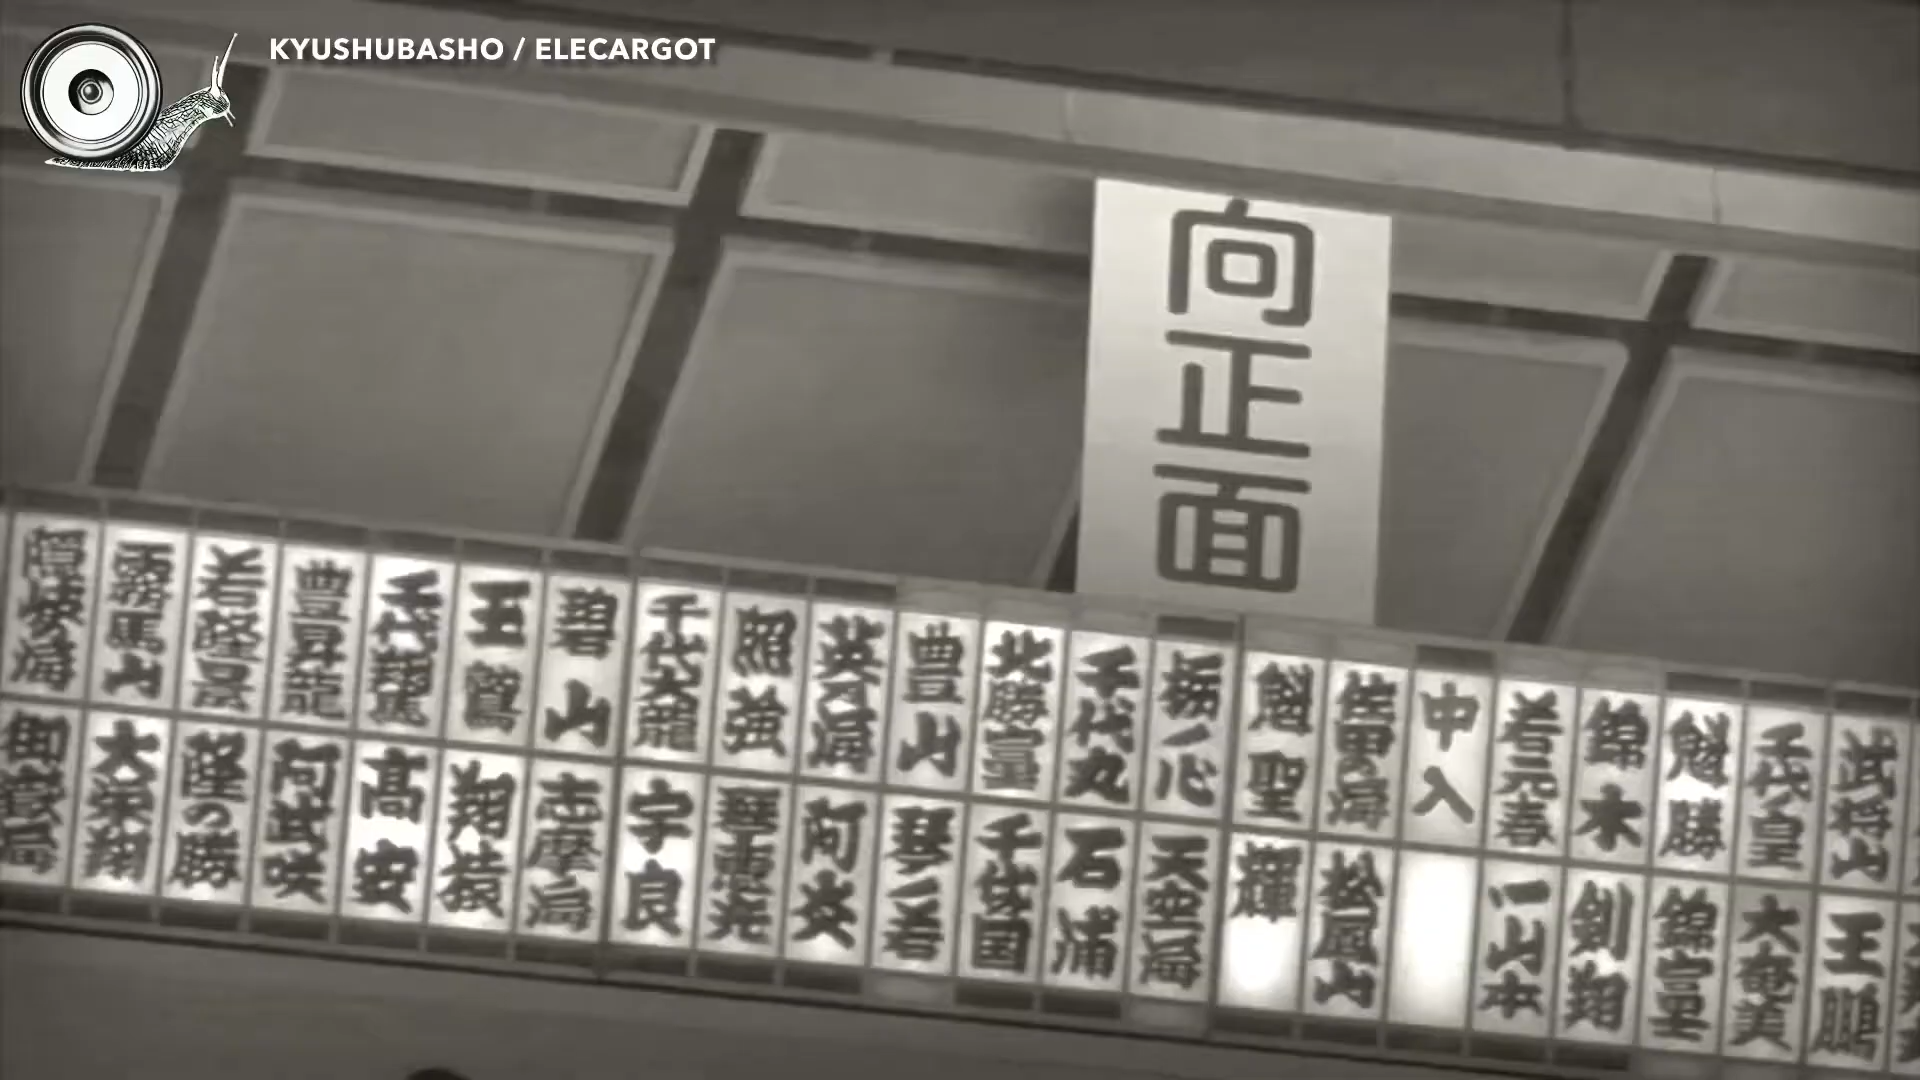 KYUSHUBASHO / ELECARGOT
向正面
隠岐の海
霧馬山
若隆景
豊昇龍
千代翔馬
玉鷲
碧山
千代大龍
照強
英乃海
豊山
北勝富士
千代丸
栃ノ心
魁聖
佐田の海
中入
若元春
錦木
魁勝
千代皇
武将山
御嶽海
大栄翔
隆の勝
阿武咲
高安
翔猿
志摩ノ海
宇良
琴恵光
阿炎
琴ノ若
千代の国
石浦
天空海
輝
松鳳山
一山本
剣翔
錦富士
大奄美
王鵬